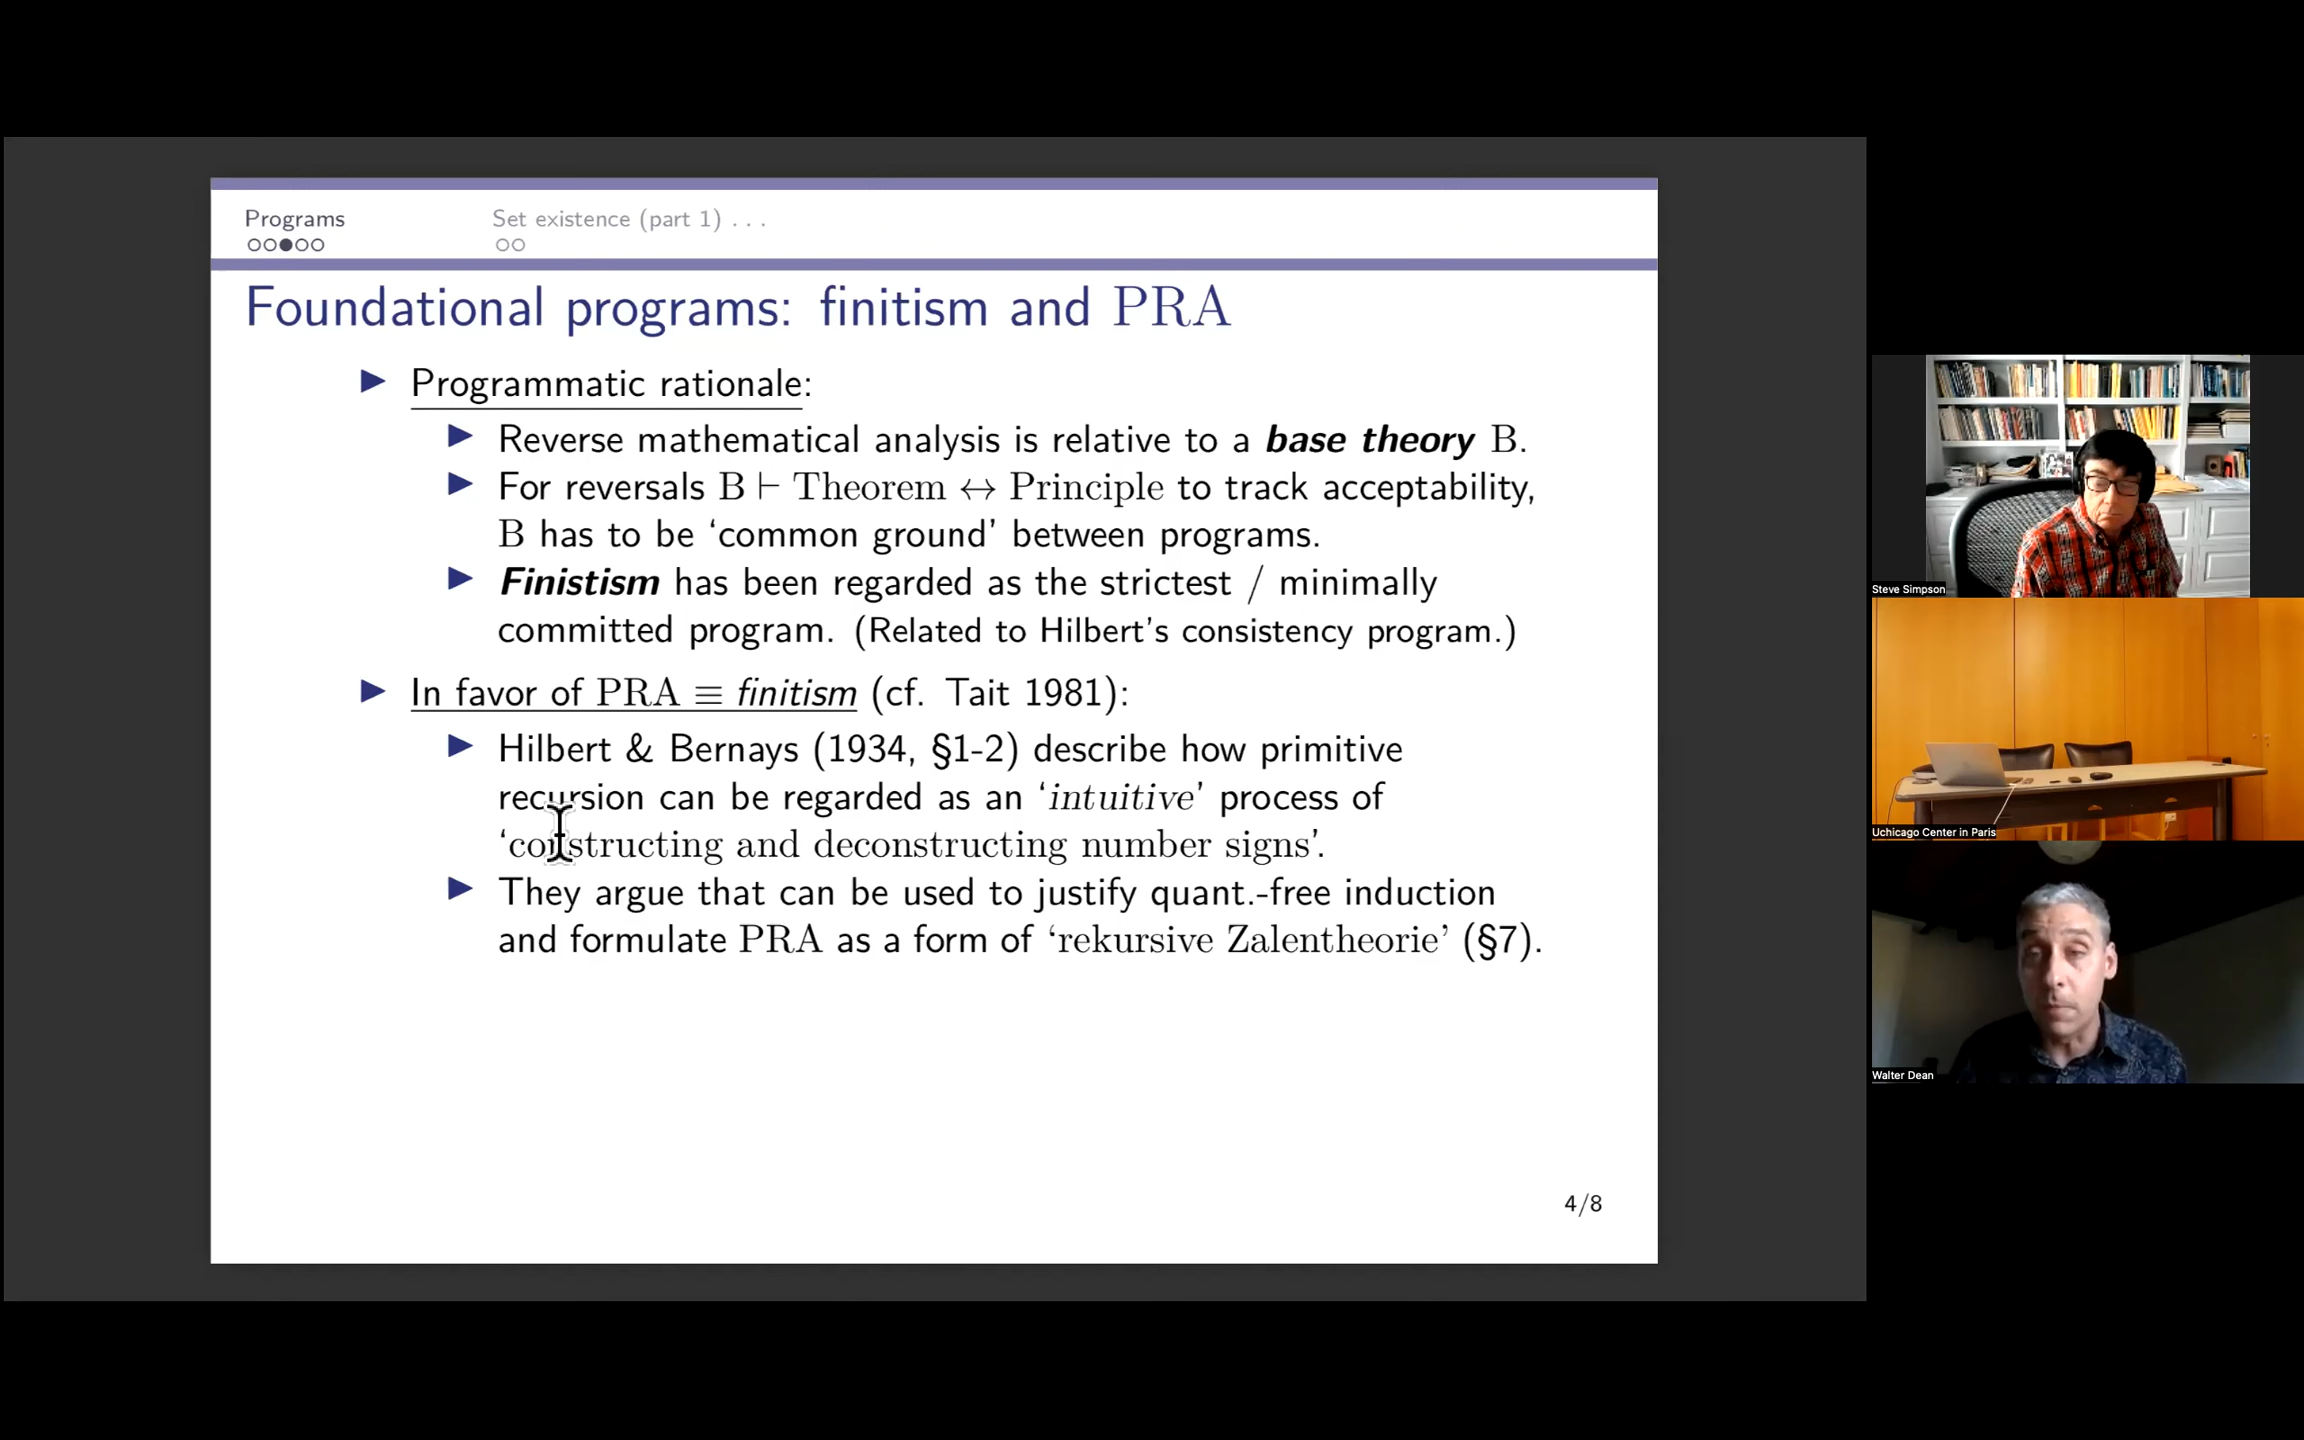 Programs
Set existence (part 1) . . .
Foundational programs: finitism and PRA
Programmatic rationale:
Reverse mathematical analysis is relative to a base theory B.
For reversals B ⊢ Theorem ↔ Principle to track acceptability,
B has to be ‘common ground’ between programs.
Finistism has been regarded as the strictest / minimally
committed program. (Related to Hilbert’s consistency program.)
In favor of PRA ≡ finitism (cf. Tait 1981):
Hilbert & Bernays (1934, §1-2) describe how primitive
recursion can be regarded as an ‘intuitive’ process of
‘constructing and deconstructing number signs’.
They argue that can be used to justify quant.-free induction
and formulate PRA as a form of ‘rekursive Zalentheorie’ (§7).
4/8
Steve Simpson
Uchicago Center in Paris
Walter Dean